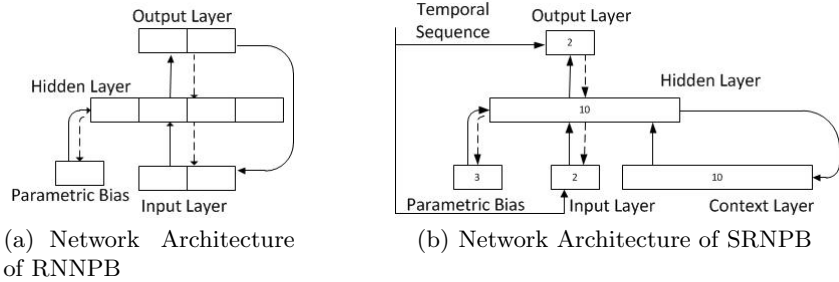 Output Layer
Hidden Layer
Parametric Bias
Input Layer
(a) Network Architecture
of RNNPB
Temporal
Sequence
Output Layer
2
Hidden Layer
10
3
2
10
Parametric Bias
Input Layer
Context Layer
(b) Network Architecture of SRNPB